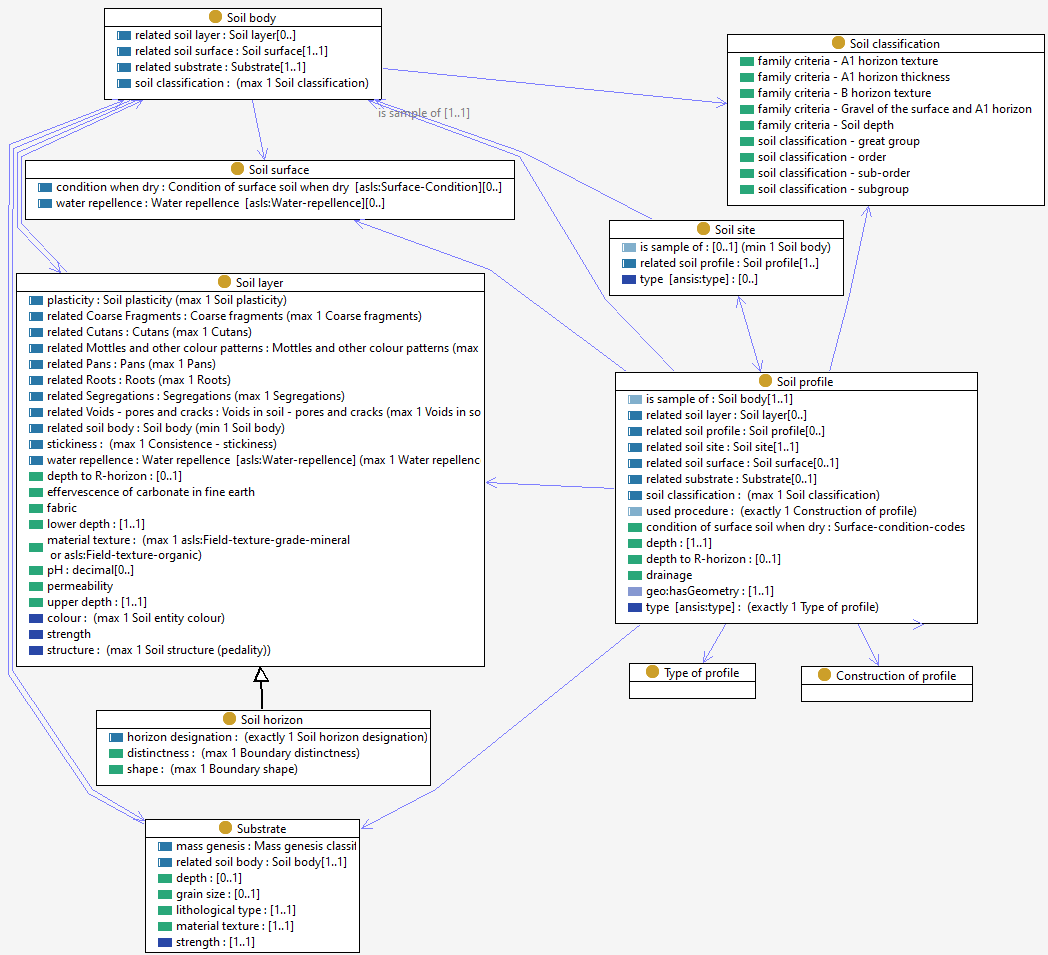 Soil body
related soil layer : Soil layer[0..]
related soil surface : Soil surface[1..1]
related substrate : Substrate[1..1]
soil classification :  (max 1 Soil classification)
Soil classification
family criteria - A1 horizon texture
family criteria - A1 horizon thickness
family criteria - B horizon texture
family criteria - Gravel of the surface and A1 horizon
family criteria - Soil depth
soil classification - great group
soil classification - order
soil classification - sub-order
soil classification - subgroup
is sample of [1..1]
Soil surface
condition when dry : Condition of surface soil when dry  [asls:Surface-Condition][0..]
water repellence : Water repellence  [asls:Water-repellence][0..]
Soil site
is sample of : [0..1] (min 1 Soil body)
related soil profile : Soil profile[1..]
type  [ansis:type] : [0..]
Soil layer
plasticity : Soil plasticity (max 1 Soil plasticity)
related Coarse Fragments : Coarse fragments (max 1 Coarse fragments)
related Cutans : Cutans (max 1 Cutans)
related Mottles and other colour patterns : Mottles and other colour patterns (max
related Pans : Pans (max 1 Pans)
related Roots : Roots (max 1 Roots)
related Segregations : Segregations (max 1 Segregations)
related Voids - pores and cracks : Voids in soil - pores and cracks (max 1 Voids in so
related soil body : Soil body (min 1 Soil body)
stickiness :  (max 1 Consistence - stickiness)
water repellence : Water repellence  [asls:Water-repellence] (max 1 Water repellenc
depth to R-horizon : [0..1]
effervescence of carbonate in fine earth
fabric
lower depth : [1..1]
material texture :  (max 1 asls:Field-texture-grade-mineral
or asls:Field-texture-organic)
pH : decimal[0..]
permeability
upper depth : [1..1]
colour :  (max 1 Soil entity colour)
strength
structure :  (max 1 Soil structure (pedality))
Soil profile
is sample of : Soil body[1..1]
related soil layer : Soil layer[0..]
related soil profile : Soil profile[0..]
related soil site : Soil site[1..1]
related soil surface : Soil surface[0..1]
related substrate : Substrate[0..1]
soil classification :  (max 1 Soil classification)
used procedure :  (exactly 1 Construction of profile)
condition of surface soil when dry : Surface-condition-codes
depth : [1..1]
depth to R-horizon : [0..1]
drainage
geo:hasGeometry : [1..1]
type  [ansis:type] :  (exactly 1 Type of profile)
Type of profile
Construction of profile
Soil horizon
horizon designation :  (exactly 1 Soil horizon designation)
distinctness :  (max 1 Boundary distinctness)
shape :  (max 1 Boundary shape)
Substrate
mass genesis : Mass genesis classif
related soil body : Soil body[1..1]
depth : [0..1]
grain size : [0..1]
lithological type : [1..1]
material texture : [1..1]
strength : [1..1]